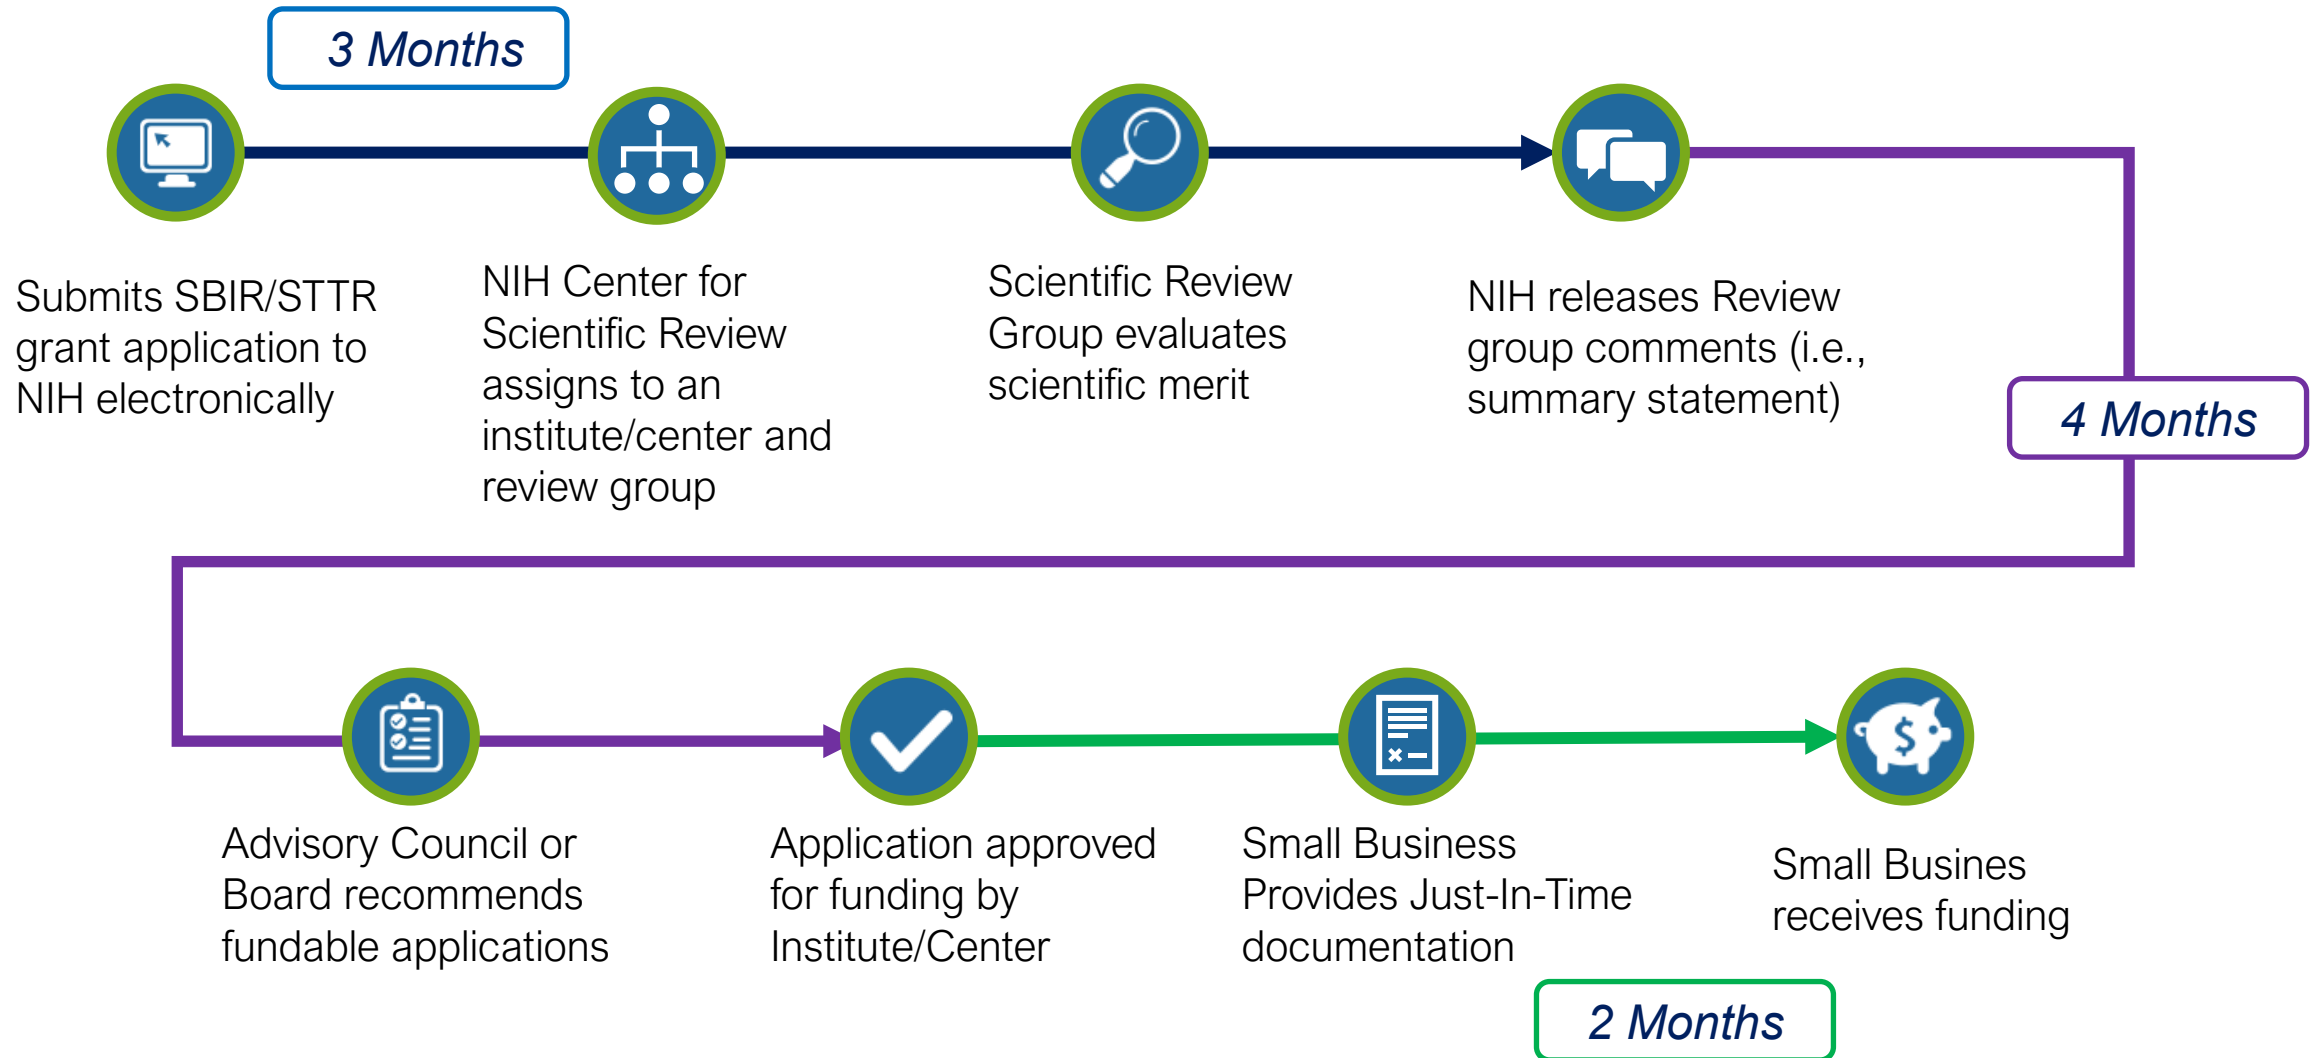 3 Months
Submits SBIR/STTR
grant application to
NIH electronically
NIH Center for
Scientific Review
assigns to an
institute/center and
review group
Scientific Review
Group evaluates
scientific merit
NIH releases Review
group comments (i.e.,
summary statement)
4 Months
Advisory Council or
Board recommends
fundable applications
Application approved
for funding by
Institute/Center
Small Business
Provides Just-In-Time
documentation
$
Small Busines
receives funding
2 Months